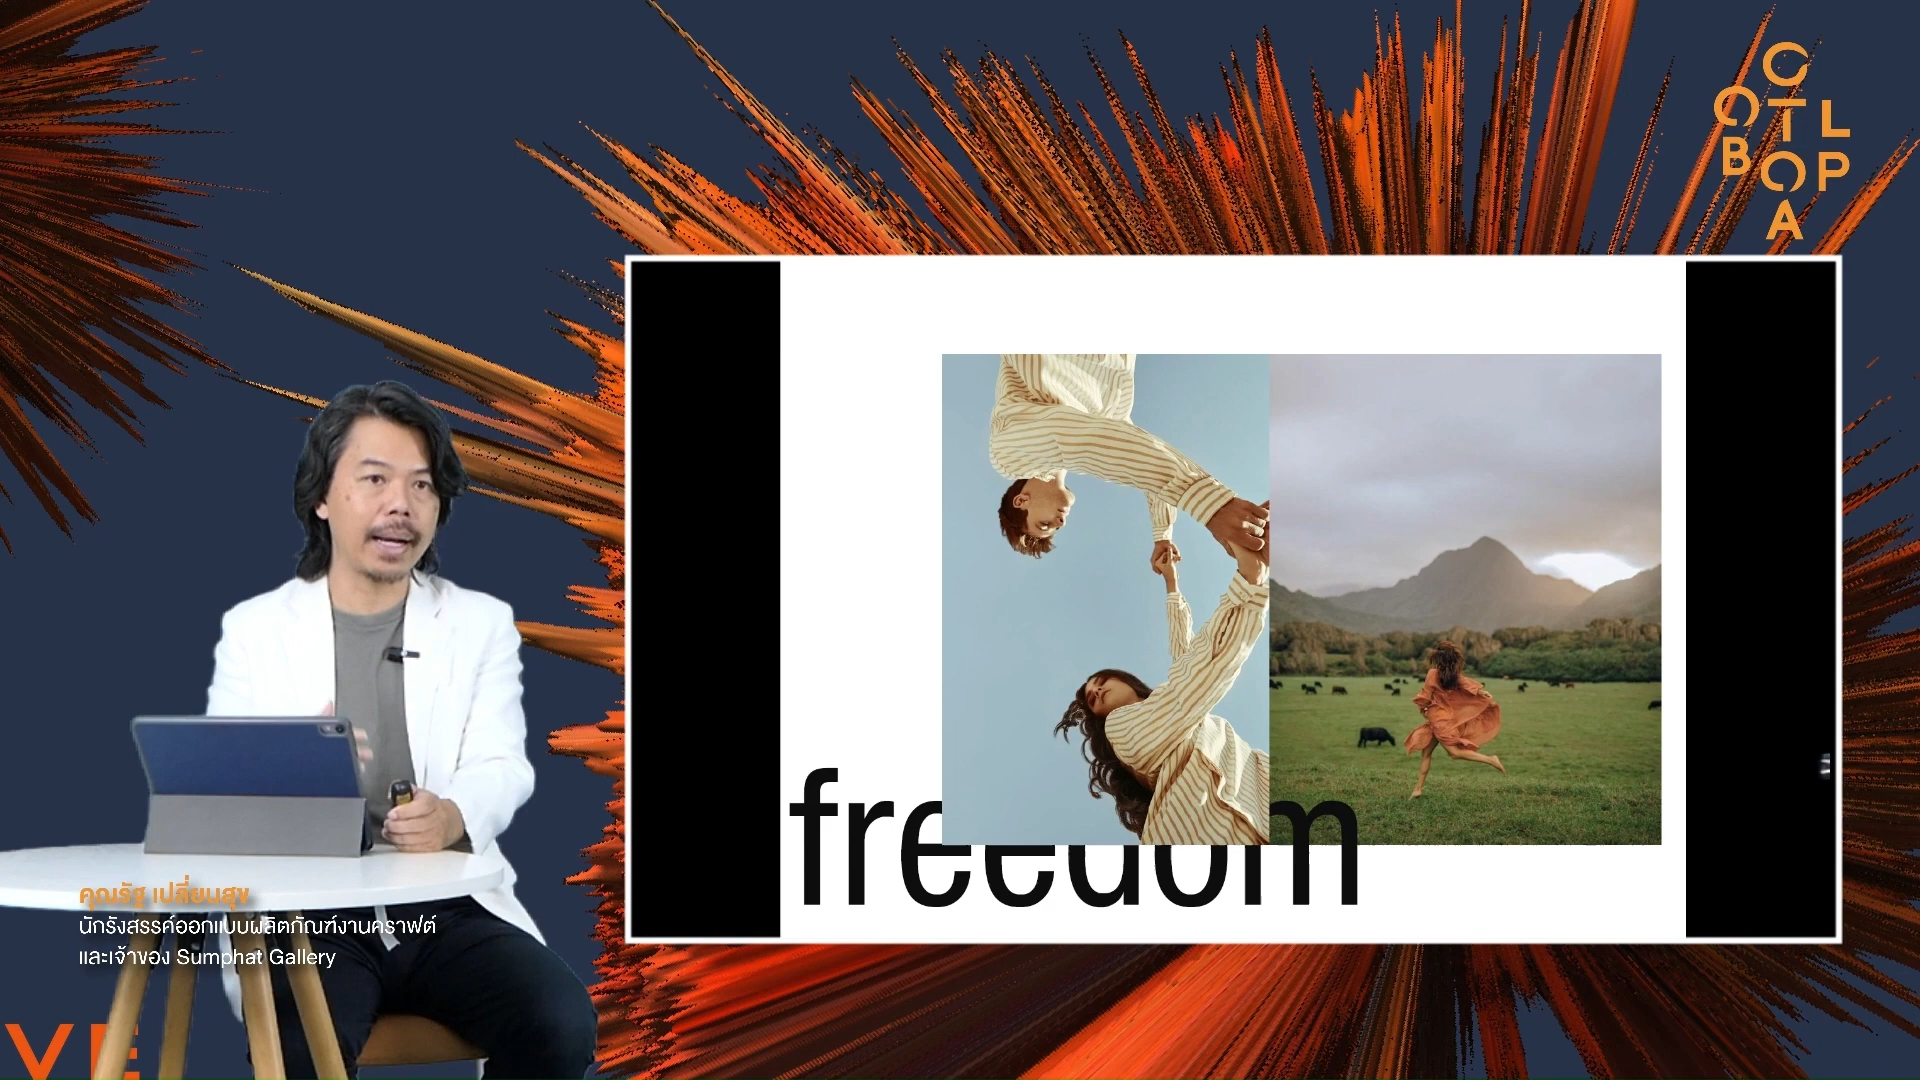 C
O T L
B O P
A
freedom
คุณรัฐ เปลี่ยนสุข
นักรังสรรค์ออกแบบผลิตภัณฑ์งานคราฟต์
และเจ้าของ Sumphat Gallery
VE